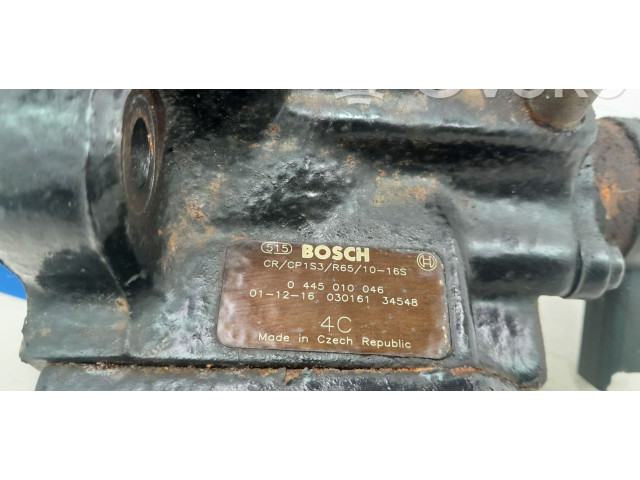 515 BOSCH H
CR/CP1S3/R65/10-16S
0 445 010 046
01-12-16 030161 34548
4C
Made in Czech Republic